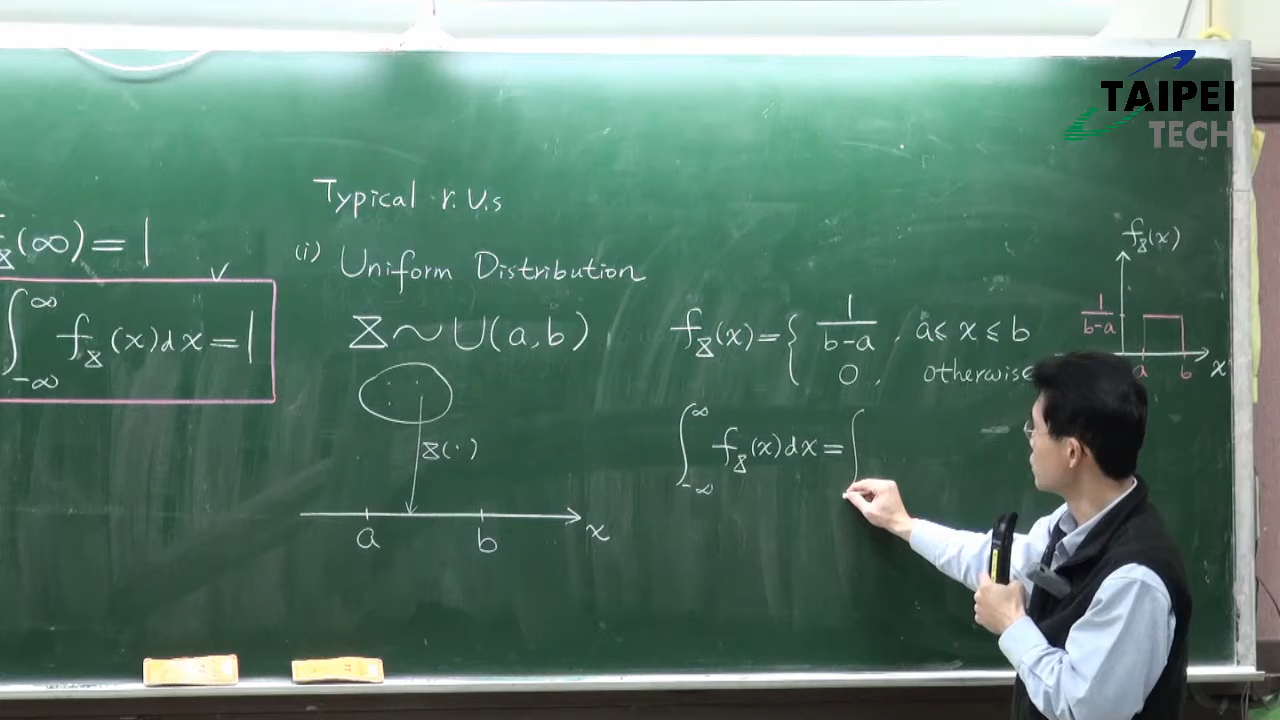 TAIPEI
TECH
(∞) = 1
∫_{-∞}^{∞} f_X(x)dx = 1
Typical r.v.s
(i) Uniform Distribution
X ~ U(a, b)
X(·)
a b x
f_X(x) = { 1/(b-a), a ≤ x ≤ b
0, otherwise
∫_{-∞}^{∞} f_X(x)dx = ∫
f_X(x)
1/(b-a)
a b x